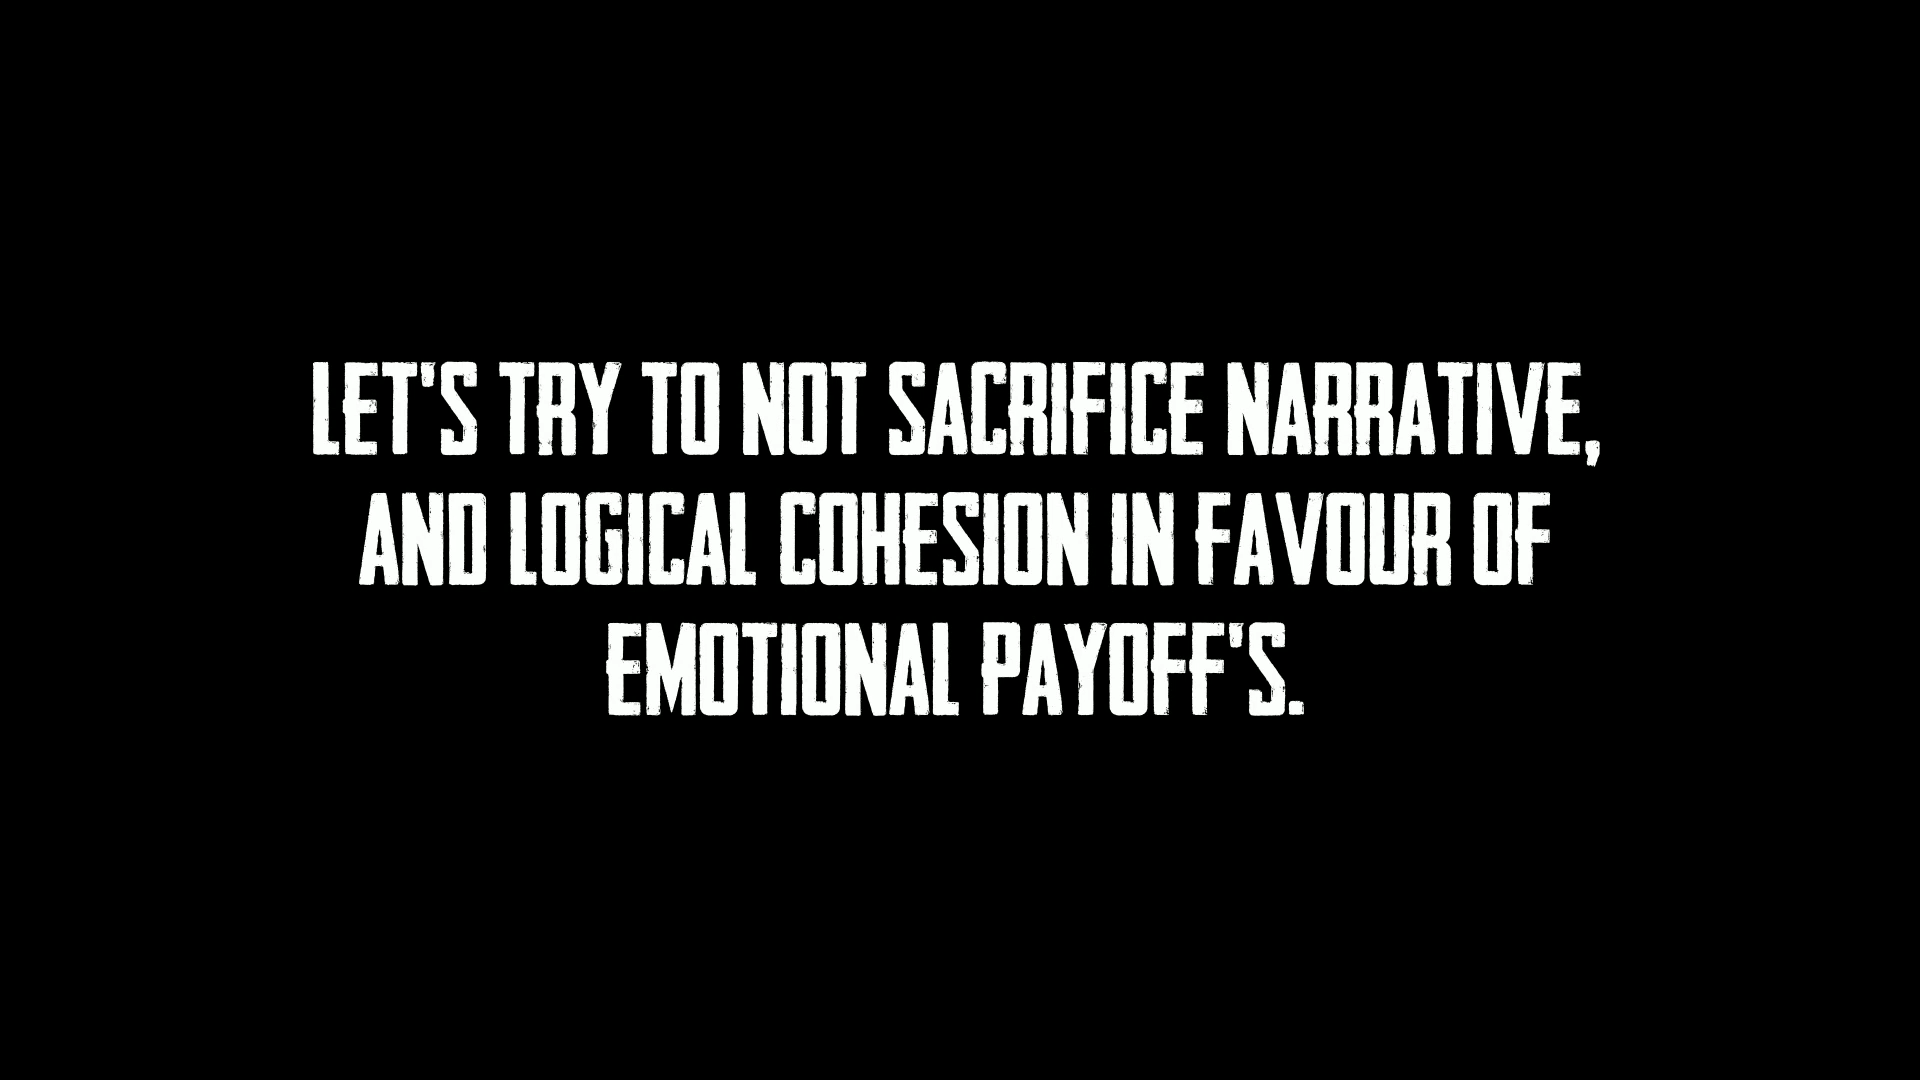 LET'S TRY TO NOT SACRIFICE NARRATIVE,
AND LOGICAL COHESION IN FAVOUR OF
EMOTIONAL PAYOFF'S.